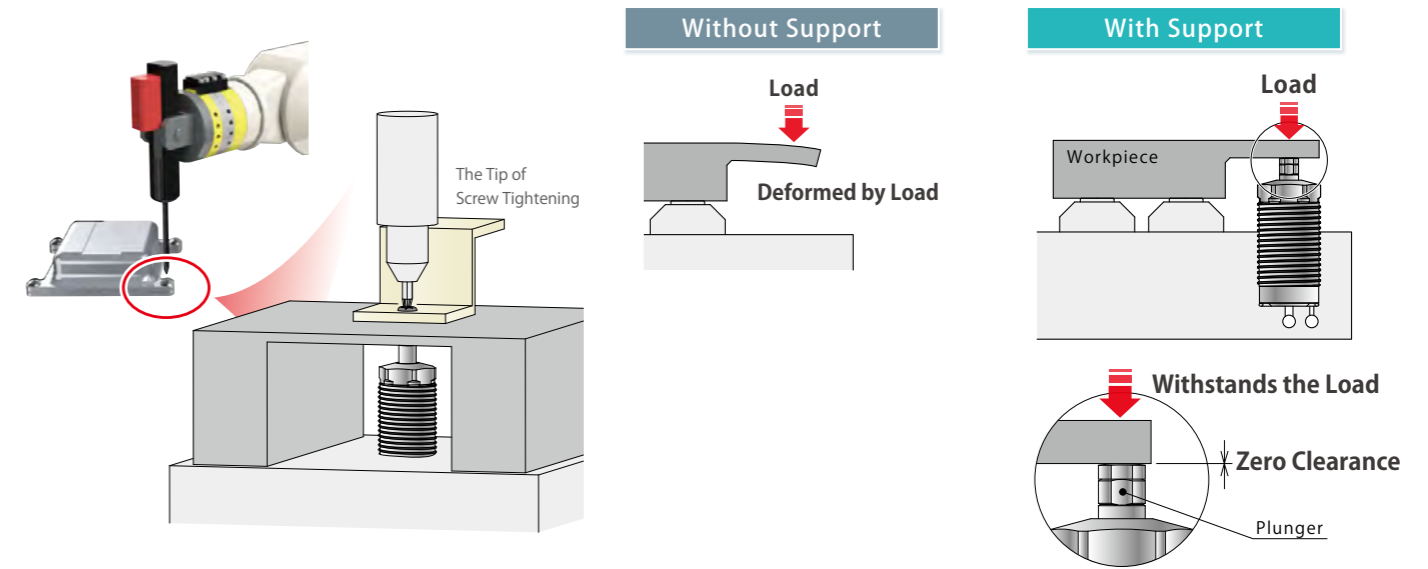 The Tip of
Screw Tightening
Without Support
Load
Deformed by Load
With Support
Load
Workpiece
Withstands the Load
Zero Clearance
Plunger